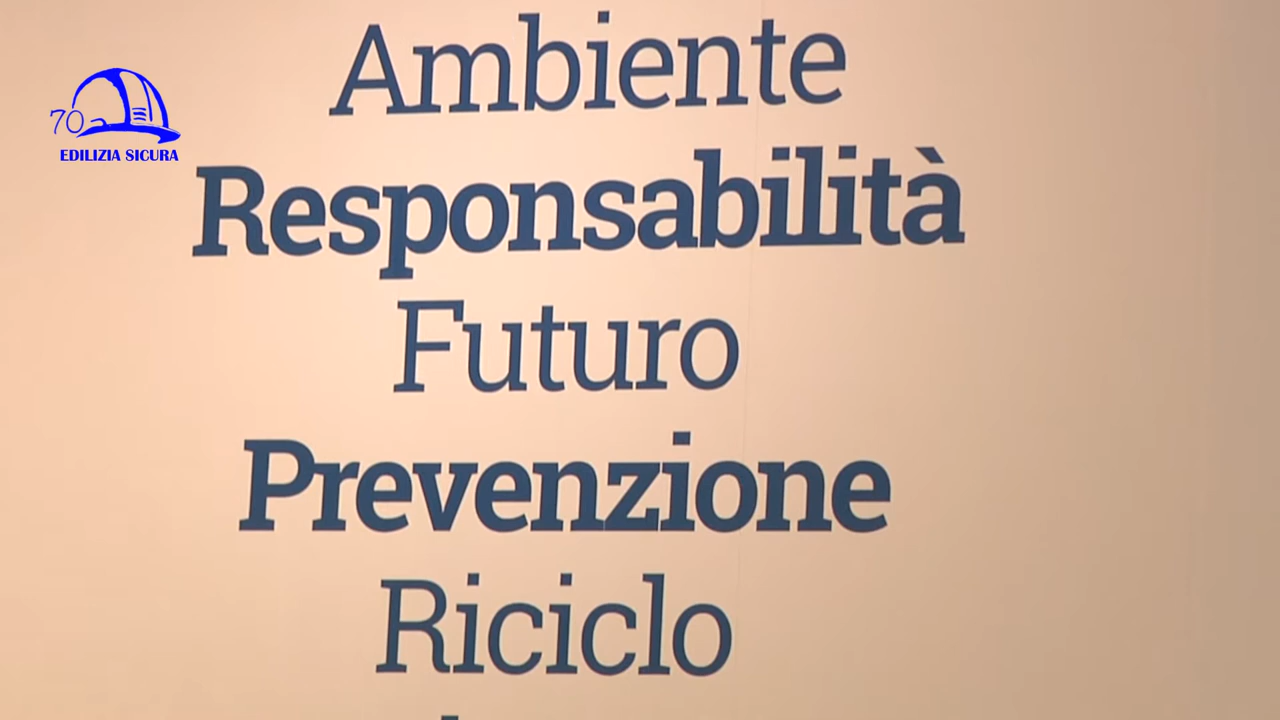 Ambiente
70
EDILIZIA SICURA
Responsabilità
Futuro
Prevenzione
Riciclo